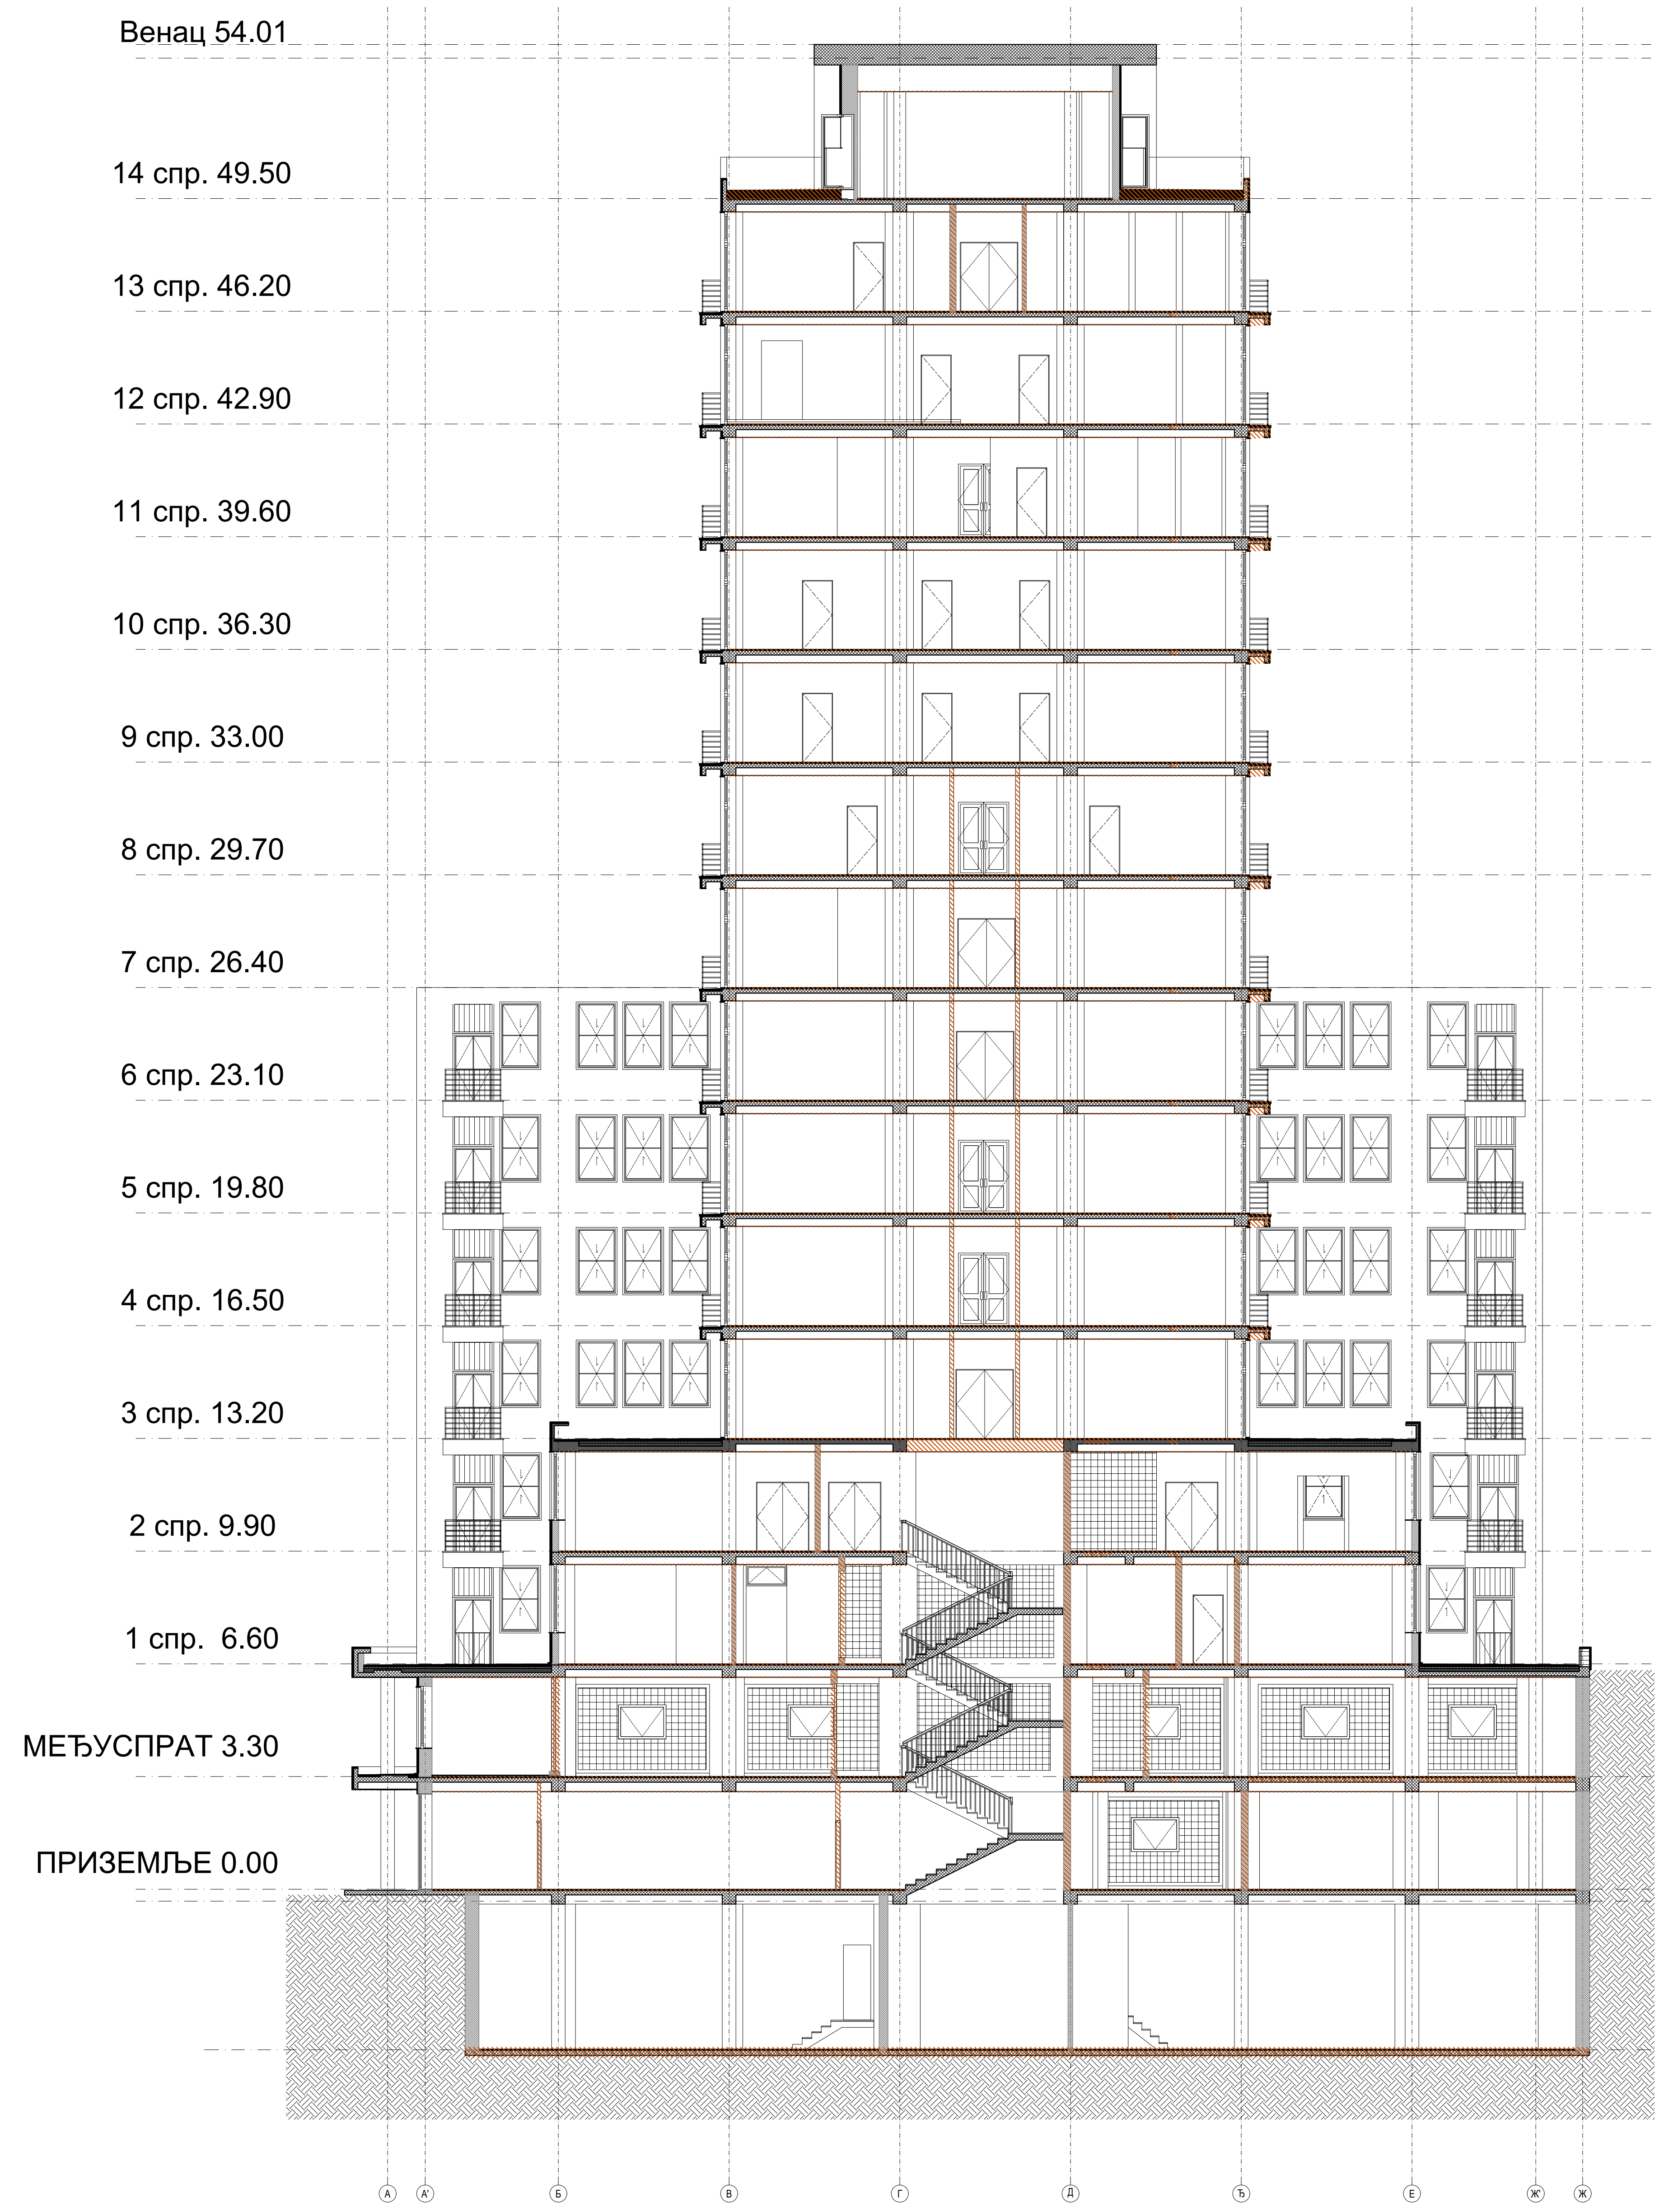 Венац 54.01
14 спр. 49.50
13 спр. 46.20
12 спр. 42.90
11 спр. 39.60
10 спр. 36.30
9 спр. 33.00
8 спр. 29.70
7 спр. 26.40
6 спр. 23.10
5 спр. 19.80
4 спр. 16.50
3 спр. 13.20
2 спр. 9.90
1 спр. 6.60
МЕЂУСПРАТ 3.30
ПРИЗЕМЉЕ 0.00
А А' Б В Г Д Ђ Е Ж' Ж